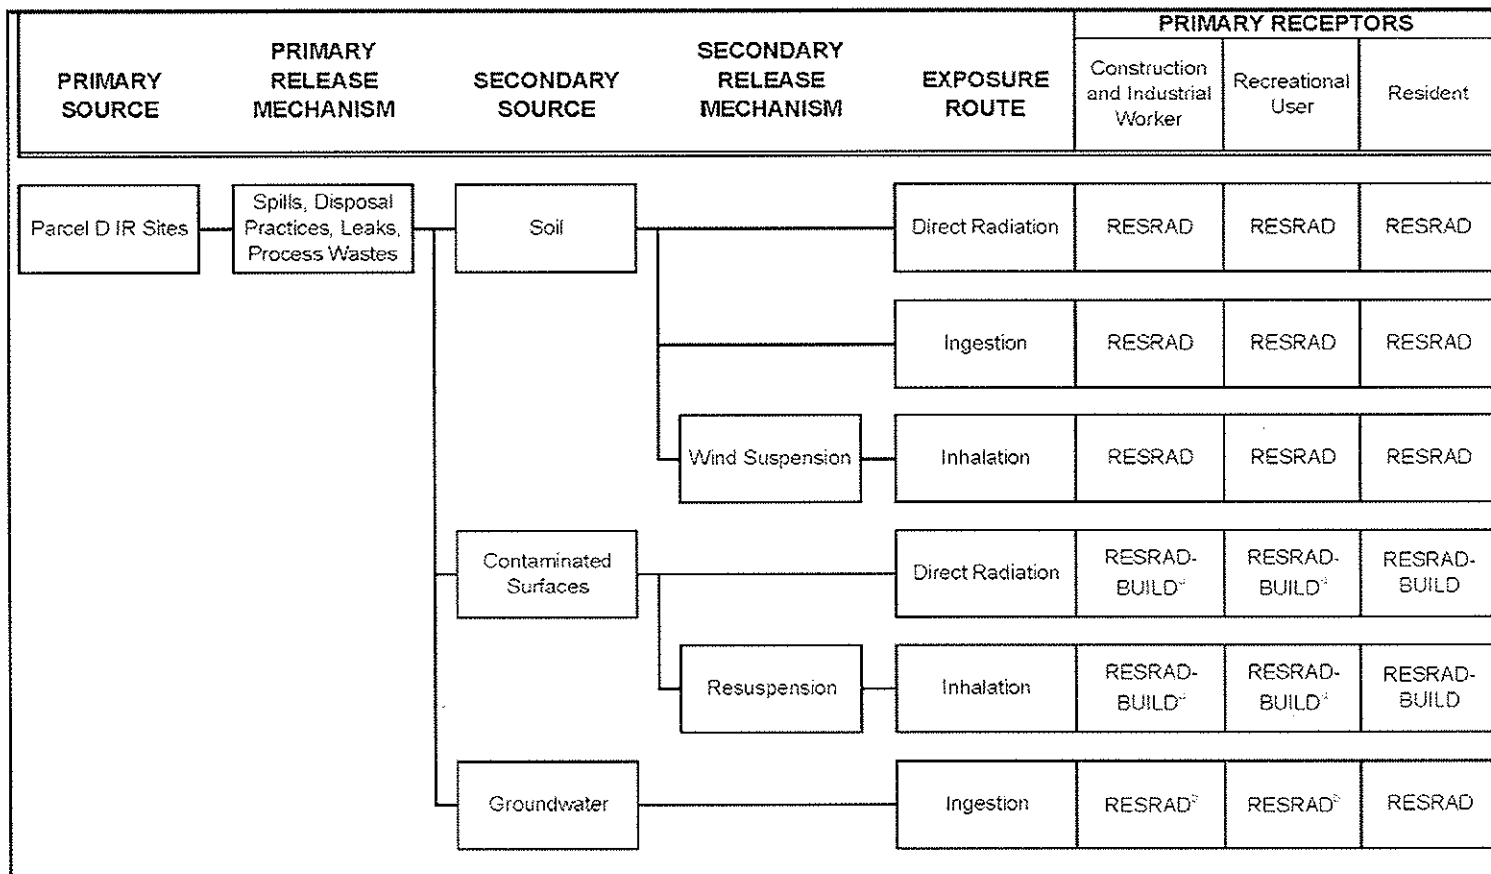 PRIMARY RECEPTORS
PRIMARY
SOURCE
PRIMARY
RELEASE
MECHANISM
SECONDARY
SOURCE
SECONDARY
RELEASE
MECHANISM
EXPOSURE
ROUTE
Construction
and Industrial
Worker
Recreational
User
Resident
Parcel D IR Sites
Spills, Disposal
Practices, Leaks,
Process Wastes
Soil
Direct Radiation
RESRAD
RESRAD
RESRAD
Ingestion
RESRAD
RESRAD
RESRAD
Wind Suspension
Inhalation
RESRAD
RESRAD
RESRAD
Contaminated
Surfaces
Direct Radiation
RESRAD-
BUILD
RESRAD-
BUILD
RESRAD-
BUILD
Resuspension
Inhalation
RESRAD-
BUILD
RESRAD-
BUILD
RESRAD-
BUILD
Groundwater
Ingestion
RESRAD
RESRAD
RESRAD